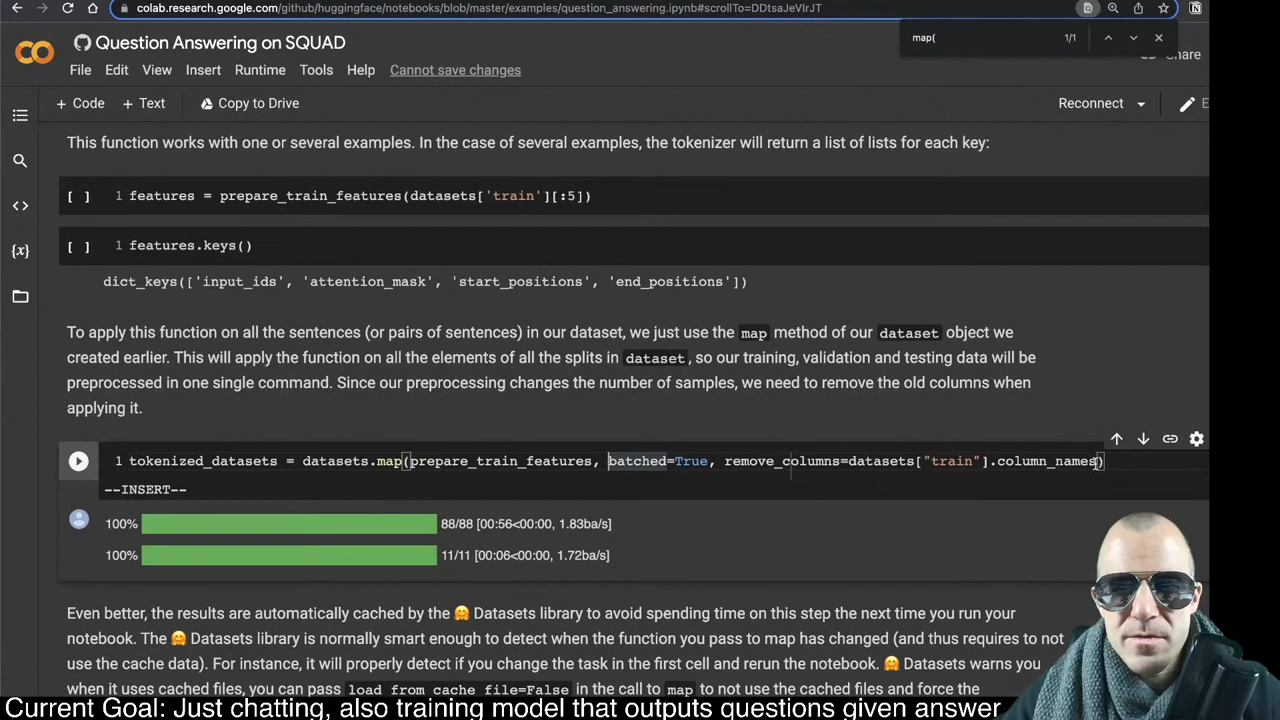 colab.research.google.com/github/huggingface/notebooks/blob/master/examples/question_answering.ipynb#scrollTo=DDtsaJeVIrJT
map(
1/1
Question Answering on SQUAD
File Edit View Insert Runtime Tools Help Cannot save changes
Share
+ Code + Text Copy to Drive
Reconnect
This function works with one or several examples. In the case of several examples, the tokenizer will return a list of lists for each key:
[ ] 1 features = prepare_train_features(datasets['train'][:5])
[ ] 1 features.keys()
dict_keys(['input_ids', 'attention_mask', 'start_positions', 'end_positions'])
To apply this function on all the sentences (or pairs of sentences) in our dataset, we just use the map method of our dataset object we
created earlier. This will apply the function on all the elements of all the splits in dataset, so our training, validation and testing data will be
preprocessed in one single command. Since our preprocessing changes the number of samples, we need to remove the old columns when
applying it.
1 tokenized_datasets = datasets.map(prepare_train_features, batched=True, remove_columns=datasets["train"].column_names)
--INSERT--
100% 88/88 [00:56<00:00, 1.83ba/s]
100% 11/11 [00:06<00:00, 1.72ba/s]
Even better, the results are automatically cached by the 🤗 Datasets library to avoid spending time on this step the next time you run your
notebook. The 🤗 Datasets library is normally smart enough to detect when the function you pass to map has changed (and thus requires to not
use the cache data). For instance, it will properly detect if you change the task in the first cell and rerun the notebook. 🤗 Datasets warns you
when it uses cached files, you can pass load_from_cache_file=False in the call to map to not use the cached files and force the
Current Goal: Just chatting, also training model that outputs questions given answer